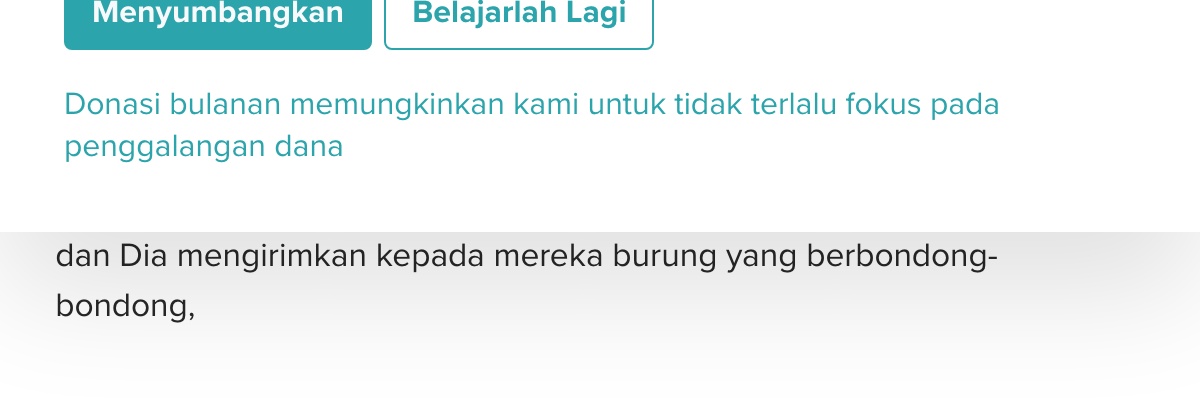 Menyumbangkan Belajarlah Lagi
Donasi bulanan memungkinkan kami untuk tidak terlalu fokus pada
penggalangan dana
dan Dia mengirimkan kepada mereka burung yang berbondong-
bondong,